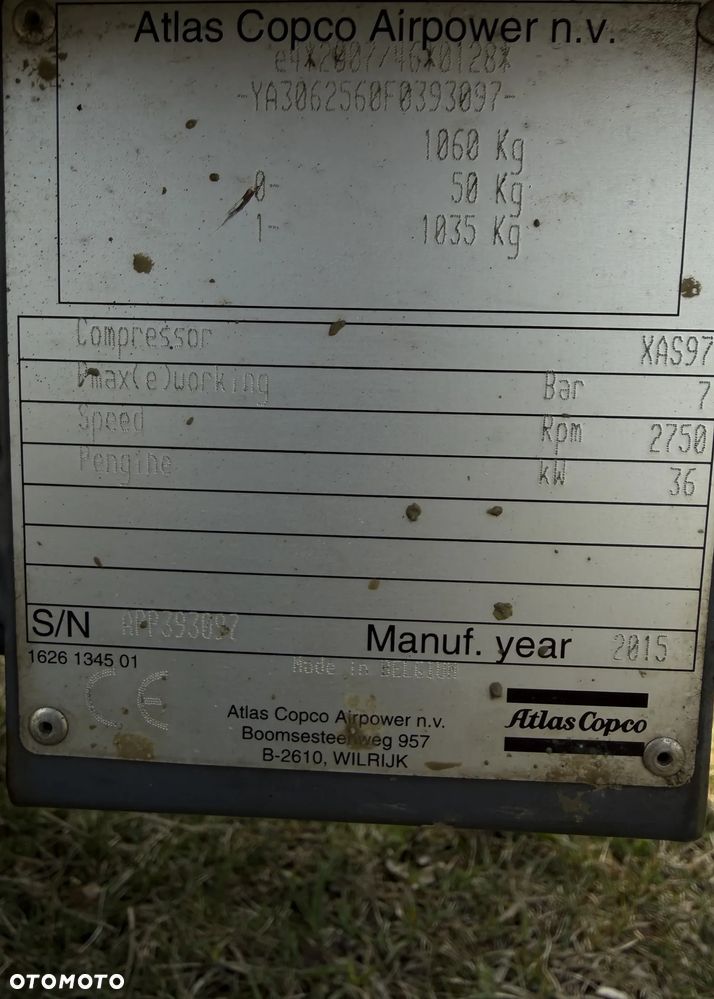 Atlas Copco Airpower n.v.
e4*2007/46*0128*
-YA3062560F0393097-
1060 Kg
0- 50 Kg
1- 1035 Kg
Compressor XAS97
Pmax(e)working Bar 7
Speed Rpm 2750
Pengine kW 36
S/N APP393097 Manuf. year 2015
1626 1345 01
Made in BELGIUM
CE
Atlas Copco Airpower n.v.
Boomsesteenweg 957
B-2610, WILRIJK
Atlas Copco
OTOMOTO